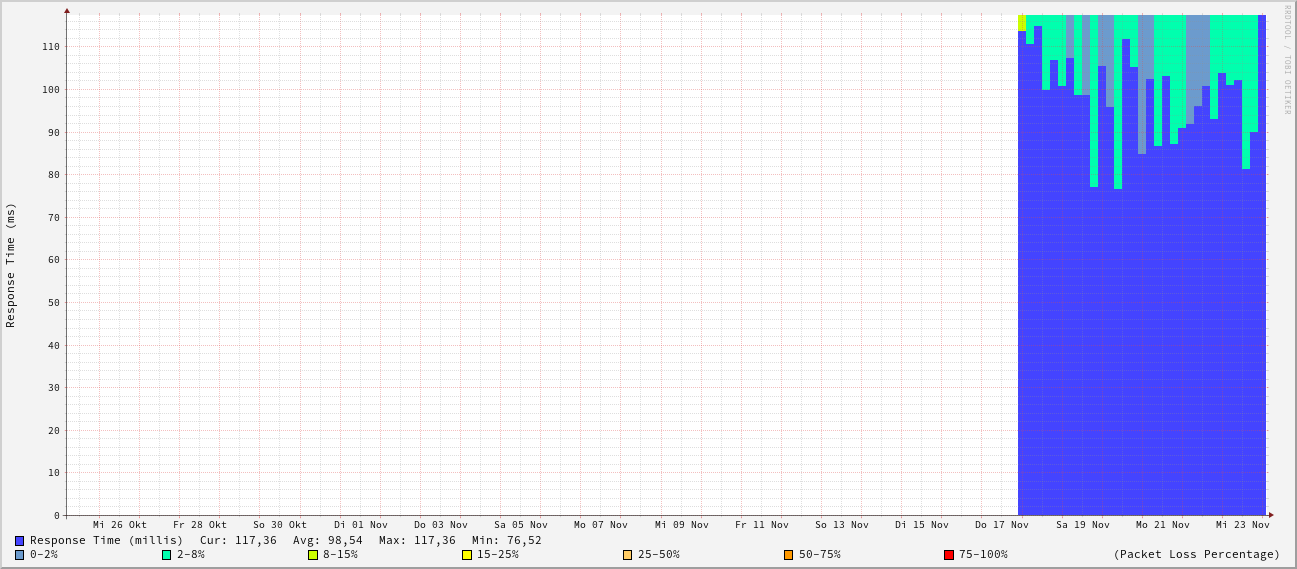 RRDTOOL / TOBI OETIKER
Response Time (ms)
110
100
90
80
70
60
50
40
30
20
10
0
Mi 26 Okt Fr 28 Okt So 30 Okt Di 01 Nov Do 03 Nov Sa 05 Nov Mo 07 Nov Mi 09 Nov Fr 11 Nov So 13 Nov Di 15 Nov Do 17 Nov Sa 19 Nov Mo 21 Nov Mi 23 Nov
Response Time (millis) Cur: 117,36 Avg: 98,54 Max: 117,36 Min: 76,52
0-2% 2-8% 8-15% 15-25% 25-50% 50-75% 75-100% (Packet Loss Percentage)